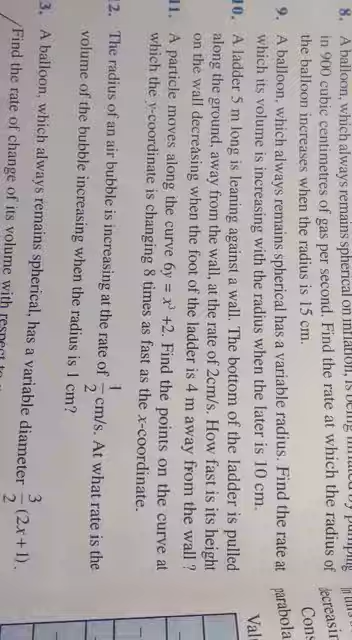 8. A balloon, which always remains spherical on inflation, is being inflated by pumping
in 900 cubic centimetres of gas per second. Find the rate at which the radius of
the balloon increases when the radius is 15 cm.
9. A balloon, which always remains spherical has a variable radius. Find the rate at
which its volume is increasing with the radius when the later is 10 cm.
10. A ladder 5 m long is leaning against a wall. The bottom of the ladder is pulled
along the ground, away from the wall, at the rate of 2cm/s. How fast is its height
on the wall decreasing when the foot of the ladder is 4 m away from the wall ?
11. A particle moves along the curve 6y = x³ +2. Find the points on the curve at
which the y-coordinate is changing 8 times as fast as the x-coordinate.
12. The radius of an air bubble is increasing at the rate of 1/2 cm/s. At what rate is the
volume of the bubble increasing when the radius is 1 cm?
3. A balloon, which always remains spherical, has a variable diameter 3/2 (2x+1).
Find the rate of change of its volume with respect to
decreasin
parabola
Cons
Val